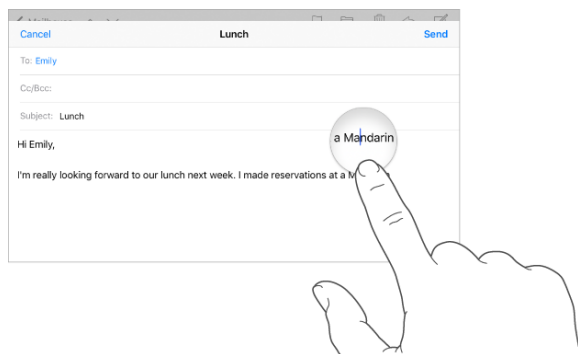 Cancel Lunch Send
To: Emily
Cc/Bcc:
Subject: Lunch
a Mandarin
Hi Emily,
I'm really looking forward to our lunch next week. I made reservations at a M